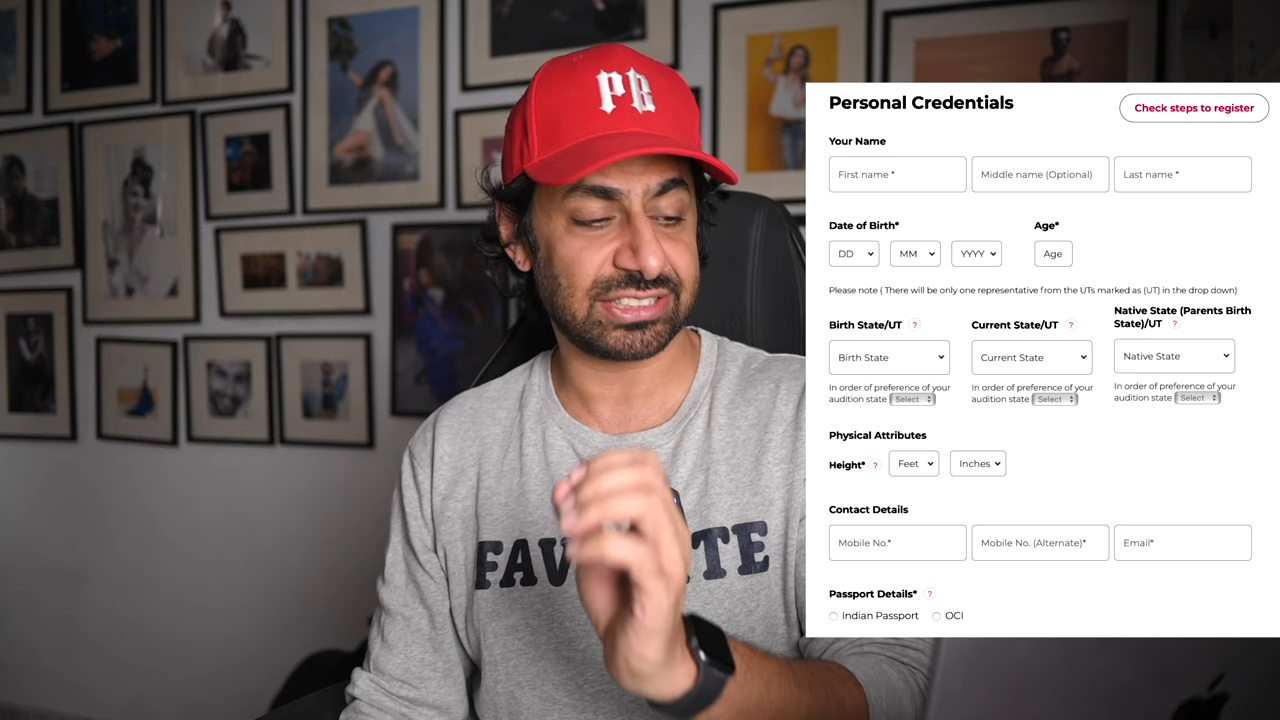 PR
FAV TE
Personal Credentials
Check steps to register
Your Name
First name *
Middle name (Optional)
Last name *
Date of Birth*
Age*
DD
MM
YYYY
Age
Please note ( There will be only one representative from the UTs marked as (UT) in the drop down)
Birth State/UT ?
Current State/UT ?
Native State (Parents Birth
State)/UT ?
Birth State
Current State
Native State
In order of preference of your
audition state Select
In order of preference of your
audition state Select
In order of preference of your
audition state Select
Physical Attributes
Height* ?
Feet
Inches
Contact Details
Mobile No.*
Mobile No. (Alternate)*
Email*
Passport Details* ?
Indian Passport
OCI